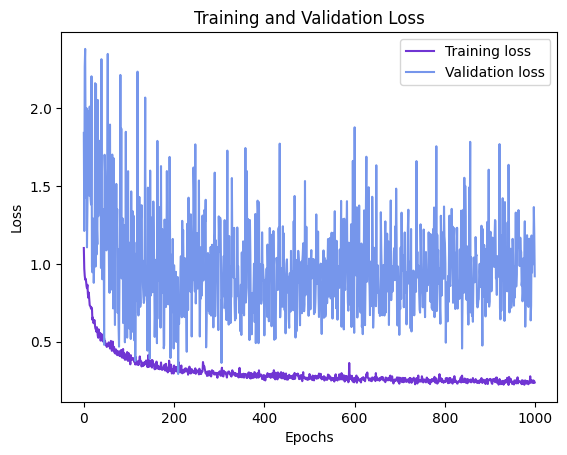 Training and Validation Loss
Training loss
Validation loss
2.0
1.5
1.0
0.5
Loss
0
200
400
600
800
1000
Epochs